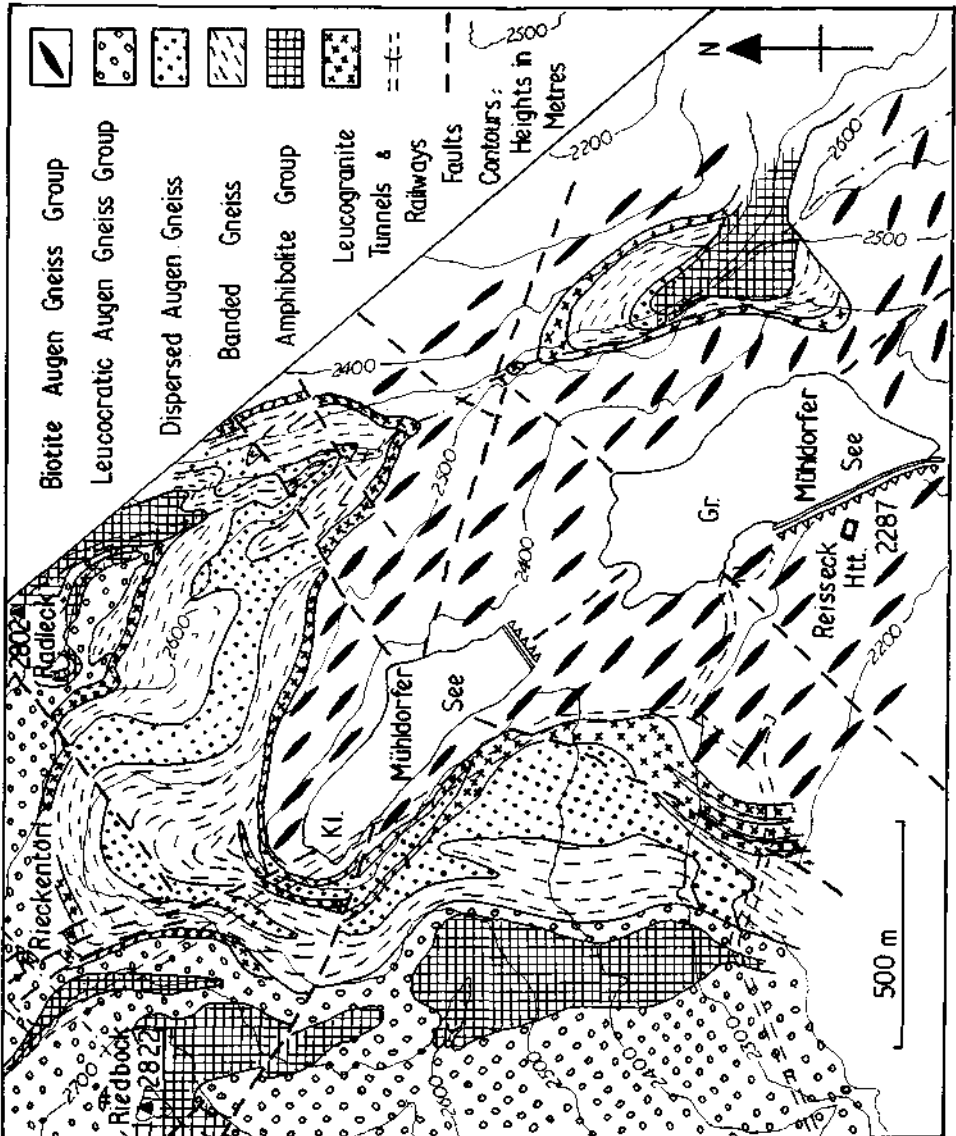 Biotite Augen Gneiss Group
Leucocratic Augen Gneiss Group
Dispersed Augen Gneiss
Banded Gneiss
Amphibolite Group
Leucogranite
Tunnels &
Railways
Faults
Contours:
Heights in
Metres
2500
N
2200
2600
2500
2400
2500
2400
2802
Radleck
2600
Rieckentörl
Riedbock
2822
2700
Kl.
Mühldorfer
See
Gr.
Mühldorfer
See
Reisseck
Htt.
2287
2200
2600
2500
2400
2300
500 m